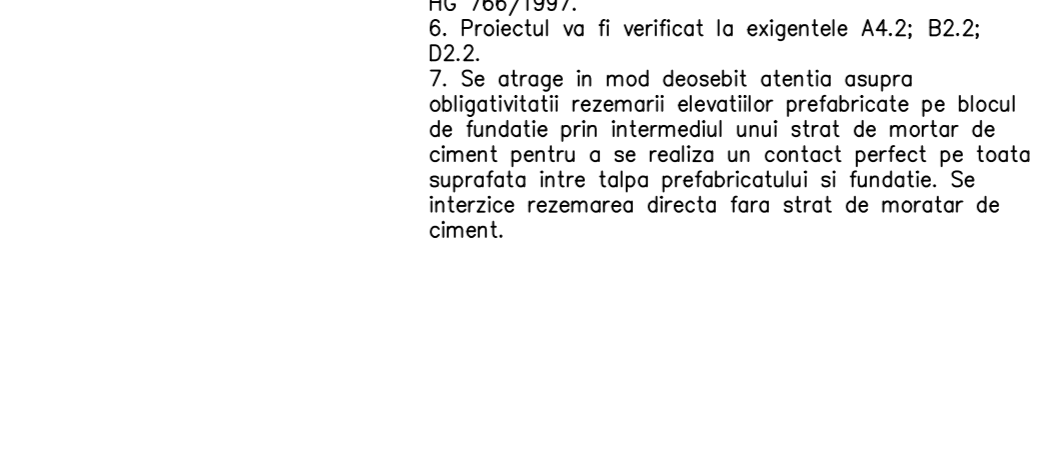 HG 766/1997.
6. Proiectul va fi verificat la exigentele A4.2; B2.2;
D2.2.
7. Se atrage in mod deosebit atentia asupra
obligativitatii rezemarii elevatiilor prefabricate pe blocul
de fundatie prin intermediul unui strat de mortar de
ciment pentru a se realiza un contact perfect pe toata
suprafata intre talpa prefabricatului si fundatie. Se
interzice rezemarea directa fara strat de moratar de
ciment.